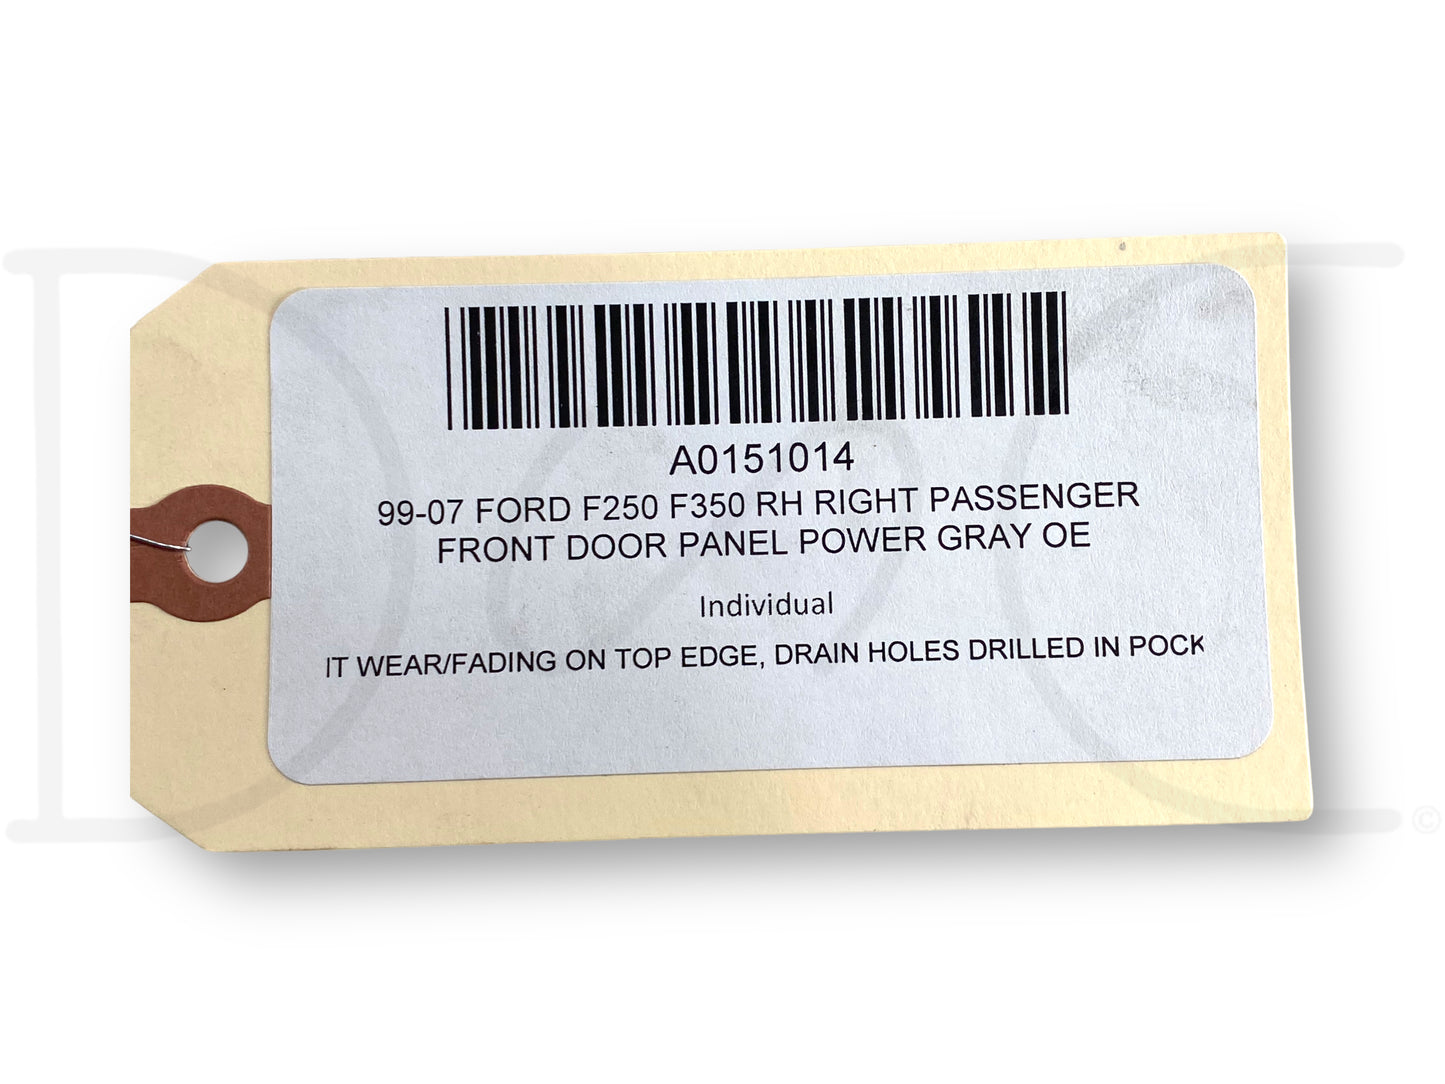 A0151014
99-07 FORD F250 F350 RH RIGHT PASSENGER
FRONT DOOR PANEL POWER GRAY OE
Individual
IT WEAR/FADING ON TOP EDGE, DRAIN HOLES DRILLED IN POCK
©